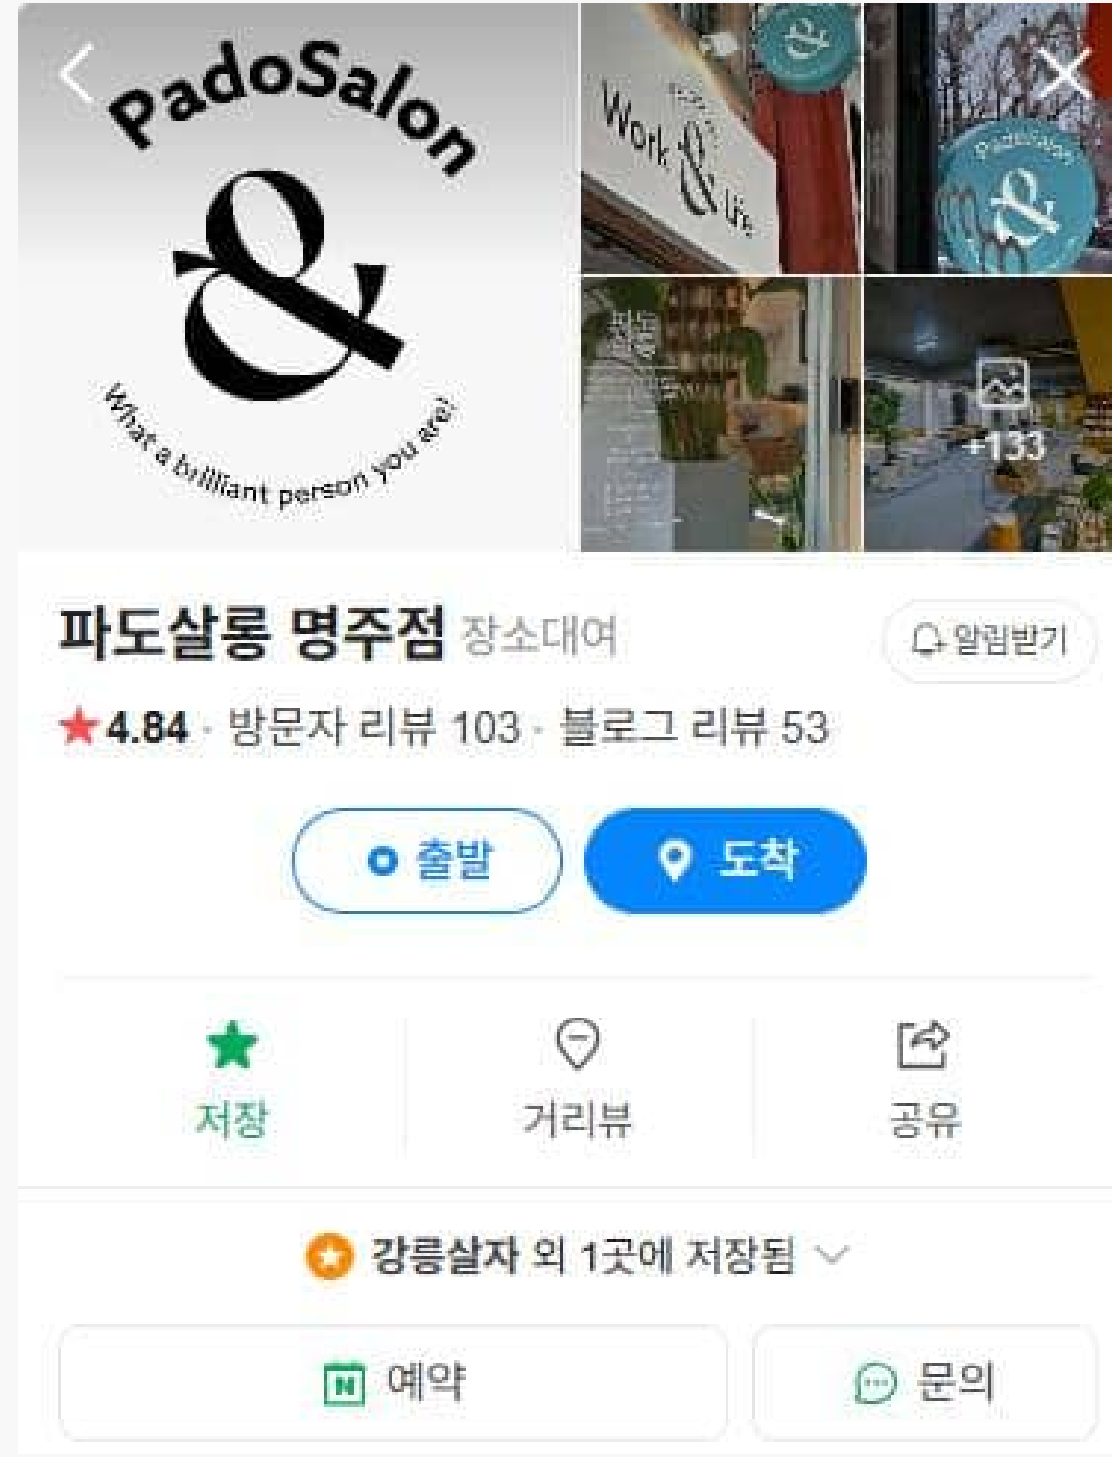 PadoSalon
&
What a brilliant person you are!
Work & Life
PadoSalon
&
+133
파도살롱 명주점 장소대여
알림받기
4.84 · 방문자 리뷰 103 · 블로그 리뷰 53
출발 도착
저장 거리뷰 공유
강릉살자 외 1곳에 저장됨
예약 문의